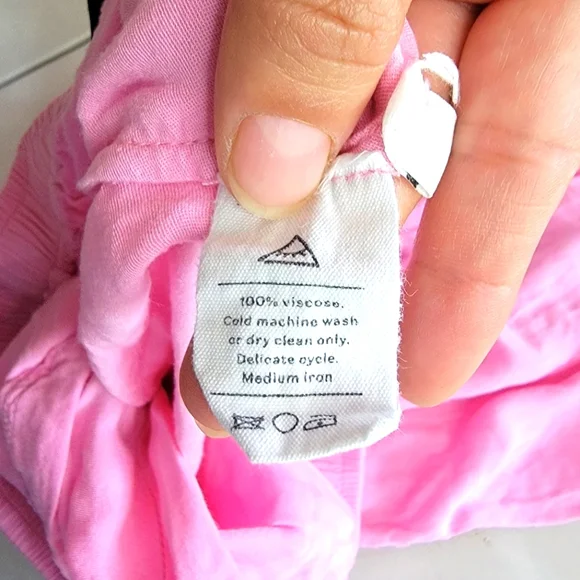 100% viscose.
Cold machine wash
or dry clean only.
Delicate cycle.
Medium iron